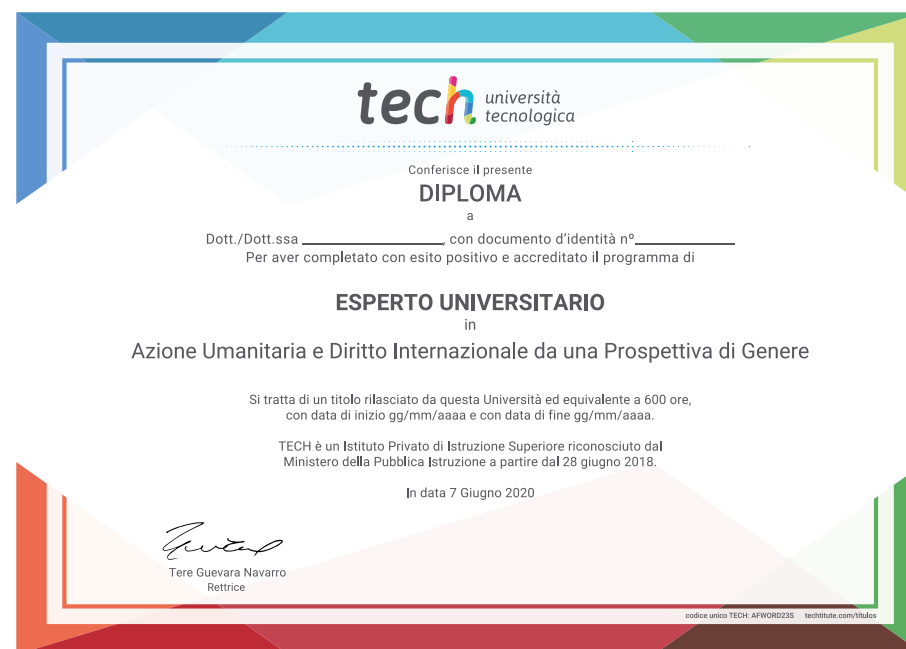 tech università
tecnologica
Conferisce il presente
DIPLOMA
a
Dott./Dott.ssa ____________________, con documento d'identità nº______________
Per aver completato con esito positivo e accreditato il programma di
ESPERTO UNIVERSITARIO
in
Azione Umanitaria e Diritto Internazionale da una Prospettiva di Genere
Si tratta di un titolo rilasciato da questa Università ed equivalente a 600 ore,
con data di inizio gg/mm/aaaa e con data di fine gg/mm/aaaa.
TECH è un Istituto Privato di Istruzione Superiore riconosciuto dal
Ministero della Pubblica Istruzione a partire dal 28 giugno 2018.
In data 7 Giugno 2020
Tere Guevara Navarro
Rettrice
codice unico TECH: AFWORD23S techtitute.com/titulos